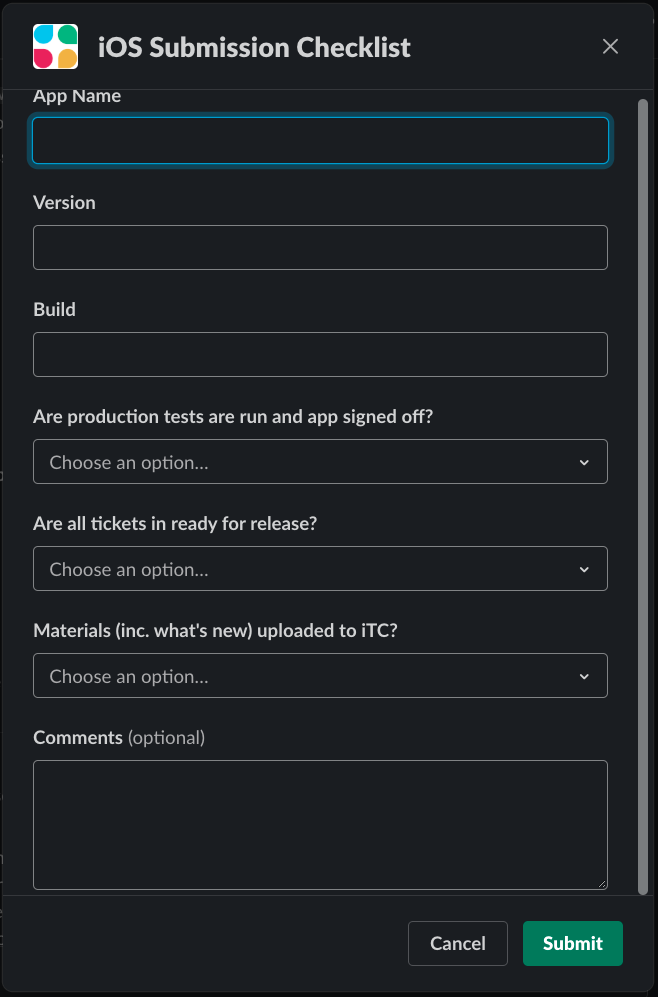 iOS Submission Checklist
App Name
Version
Build
Are production tests are run and app signed off?
Choose an option...
Are all tickets in ready for release?
Choose an option...
Materials (inc. what's new) uploaded to iTC?
Choose an option...
Comments (optional)
Cancel
Submit